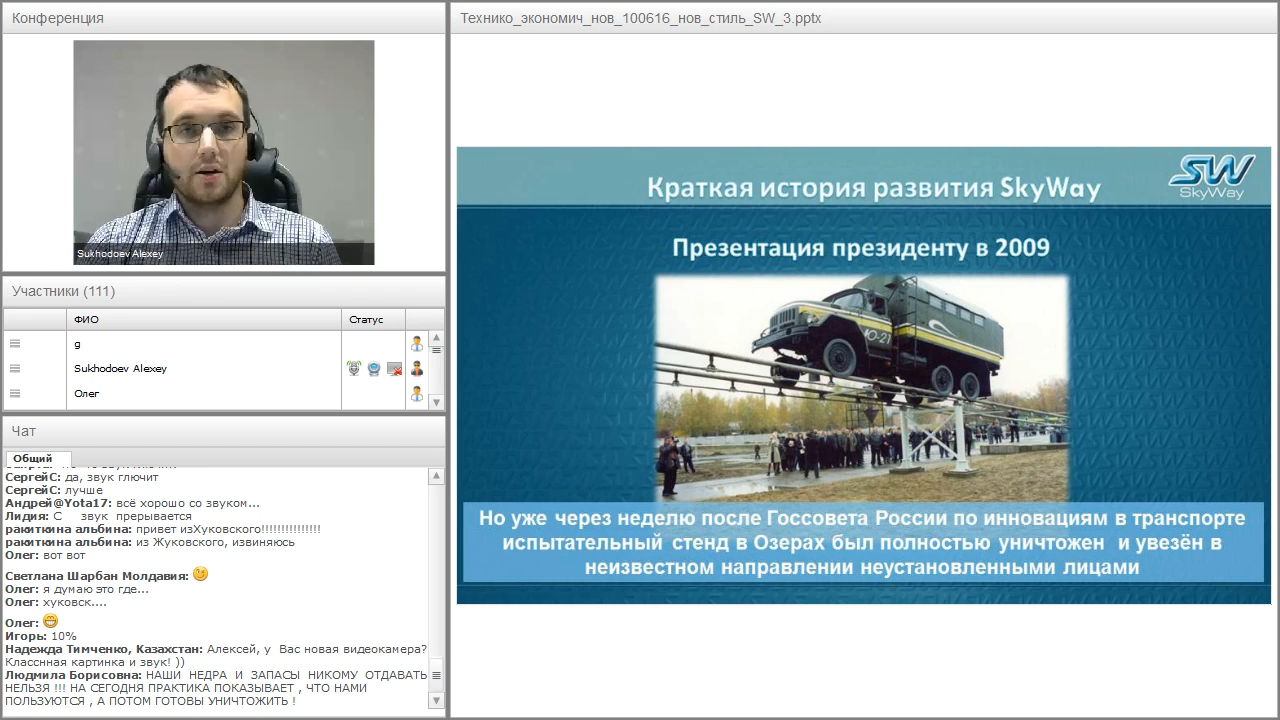 Конференция
Sukhodoev Alexey
Участники (111)
ФИО
Статус
g
Sukhodoev Alexey
Олег
Чат
Общий
СергейС: да, звук глючит
СергейС: лучше
Андрей@Yota17: всё хорошо со звуком...
Лидия: С звук прерывается
ракиткина альбина: привет изХуковского!!!!!!!!!!!!!!!
ракиткина альбина: из Жуковского, извиняюсь
Олег: вот вот
Светлана Шарбан Молдавия:
Олег: я думаю это где...
Олег: хуковск....
Олег:
Игорь: 10%
Надежда Тимченко, Казахстан: Алексей, у Вас новая видеокамера?
Класснная картинка и звук! ))
Людмила Борисовна: НАШИ НЕДРА И ЗАПАСЫ НИКОМУ ОТДАВАТЬ
НЕЛЬЗЯ !!! НА СЕГОДНЯ ПРАКТИКА ПОКАЗЫВАЕТ , ЧТО НАМИ
ПОЛЬЗУЮТСЯ , А ПОТОМ ГОТОВЫ УНИЧТОЖИТЬ !
Технико_экономич_нов_100616_нов_стиль_SW_3.pptx
Краткая история развития SkyWay
SW
SkyWay
Презентация президенту в 2009
Ю-21
Но уже через неделю после Госсовета России по инновациям в транспорте
испытательный стенд в Озерах был полностью уничтожен и увезён в
неизвестном направлении неустановленными лицами